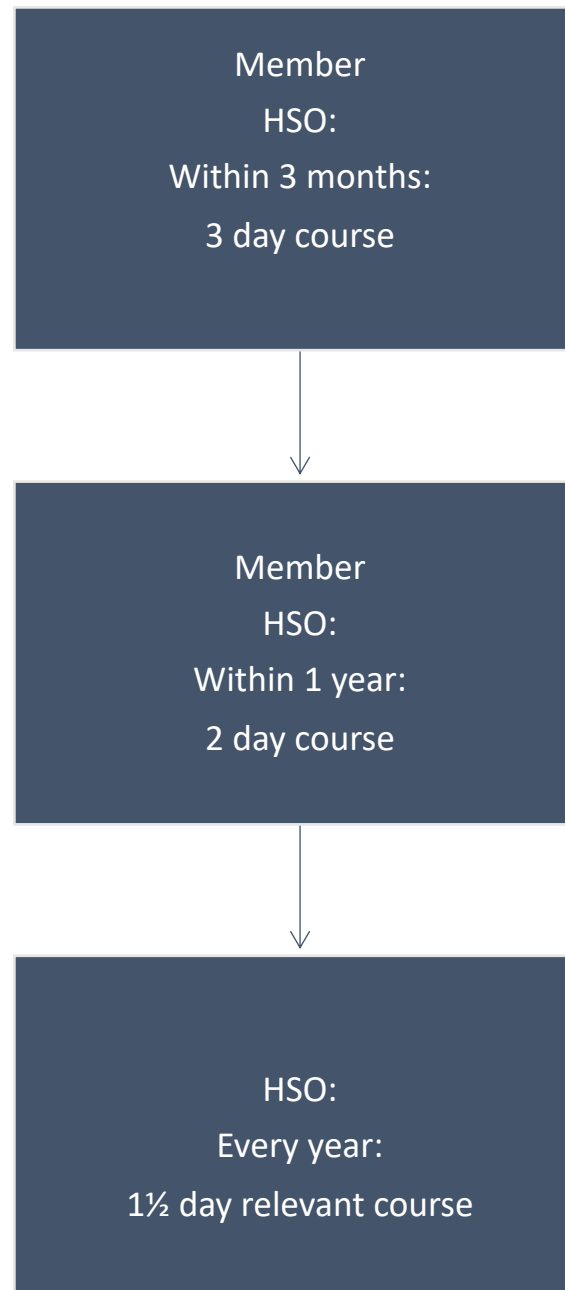 Member
HSO:
Within 3 months:
3 day course
Member
HSO:
Within 1 year:
2 day course
HSO:
Every year:
1½ day relevant course